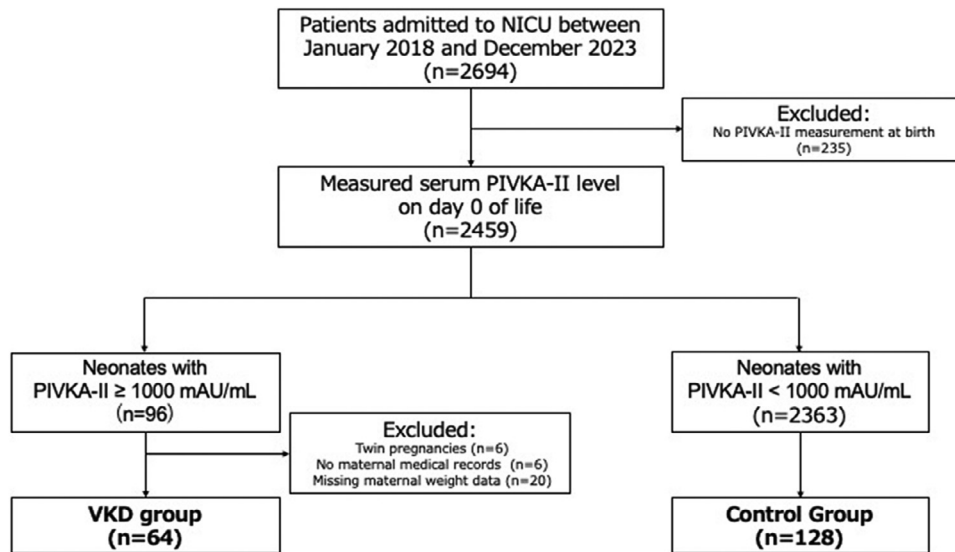 Patients admitted to NICU between
January 2018 and December 2023
(n=2694)
Excluded:
No PIVKA-II measurement at birth
(n=235)
Measured serum PIVKA-II level
on day 0 of life
(n=2459)
Neonates with
PIVKA-II ≥ 1000 mAU/mL
(n=96)
Neonates with
PIVKA-II < 1000 mAU/mL
(n=2363)
Excluded:
Twin pregnancies (n=6)
No maternal medical records (n=6)
Missing maternal weight data (n=20)
VKD group
(n=64)
Control Group
(n=128)